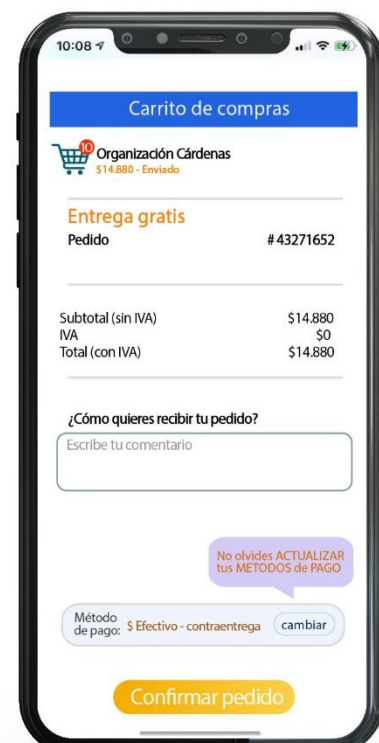 10:08
Carrito de compras
10
Organización Cárdenas
$14.880 - Enviado
Entrega gratis
Pedido #43271652
Subtotal (sin IVA) $14.880
IVA $0
Total (con IVA) $14.880
¿Cómo quieres recibir tu pedido?
Escribe tu comentario
No olvides ACTUALIZAR
tus METODOS de PAGO
Método
de pago: $ Efectivo - contraentrega cambiar
Confirmar pedido